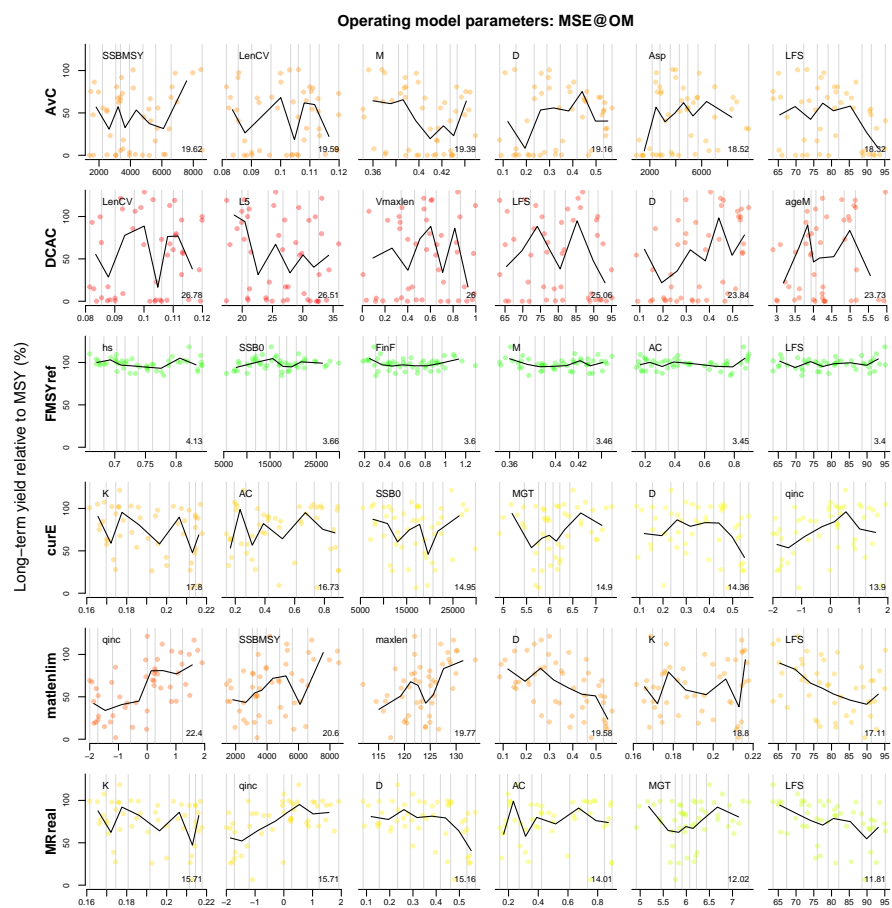 Operating model parameters: MSE@OM
Long−term yield relative to MSY (%)
AvC
0 50 100
SSBMSY 19.62
2000 4000 6000 8000
LenCV 19.59
0.08 0.09 0.10 0.11 0.12
M 19.39
0.36 0.4 0.42
D 19.16
0.1 0.2 0.3 0.4 0.5
Asp 18.52
2000 6000
LFS 18.32
65 70 75 80 85 90 95
DCAC
0 50 100
LenCV 26.78
0.08 0.09 0.1 0.11 0.12
L5 26.51
20 25 30 35
Vmaxlen 26
0 0.2 0.4 0.6 0.8 1
LFS 25.06
65 70 75 80 85 90 95
D 23.84
0.1 0.2 0.3 0.4 0.5
ageM 23.73
3 4 4 5 5 6
FMSYref
0 50 100
hs 4.13
0.7 0.75 0.8
SSB0 3.66
5000 15000 30000
FinF 3.6
0.2 0.4 0.6 0.8 1 1.2
M 3.46
0.36 0.4 0.42
AC 3.45
0.2 0.4 0.6 0.8
LFS 3.4
65 70 75 80 85 90 95
curE
0 50 100
K 17.8
0.16 0.18 0.2 0.22
AC 16.73
0.2 0.4 0.6 0.8
SSB0 14.95
5000 15000 25000
MGT 14.9
5 6 6 6 7
D 14.36
0.1 0.2 0.3 0.4 0.5
qinc 13.9
−2 −1 0 1 2
matlenlim
0 50 100
qinc 22.4
−2 −1 0 1 2
SSBMSY 20.6
2000 4000 6000 8000
maxlen 19.77
115 120 125 130
D 19.58
0.1 0.2 0.3 0.4 0.5
K 18.8
0.16 0.18 0.2 0.22
LFS 17.11
65 70 75 80 85 90 95
MRreal
0 50 100
K 15.71
0.16 0.18 0.2 0.22
qinc 15.71
−2 −1 0 1 2
D 15.16
0.1 0.2 0.3 0.4 0.5
AC 14.01
0.2 0.4 0.6 0.8
MGT 12.02
5 6 6 6 7
LFS 11.81
65 70 75 80 85 90 95